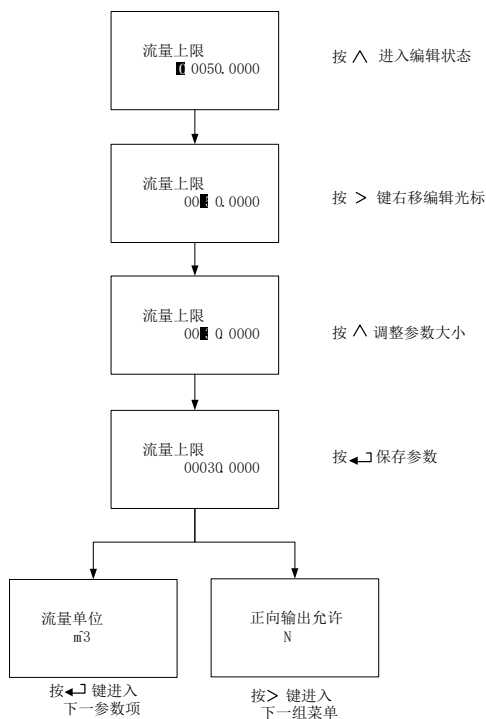 流量上限
0 0050.0000
按 ∧ 进入编辑状态
流量上限
00 0.0000
按 > 键右移编辑光标
流量上限
00 0.0000
按 ∧ 调整参数大小
流量上限
00030.0000
按 ↵ 保存参数
流量单位
m^3
正向输出允许
N
按 ↵ 键进入
下一参数项
按> 键进入
下一组菜单